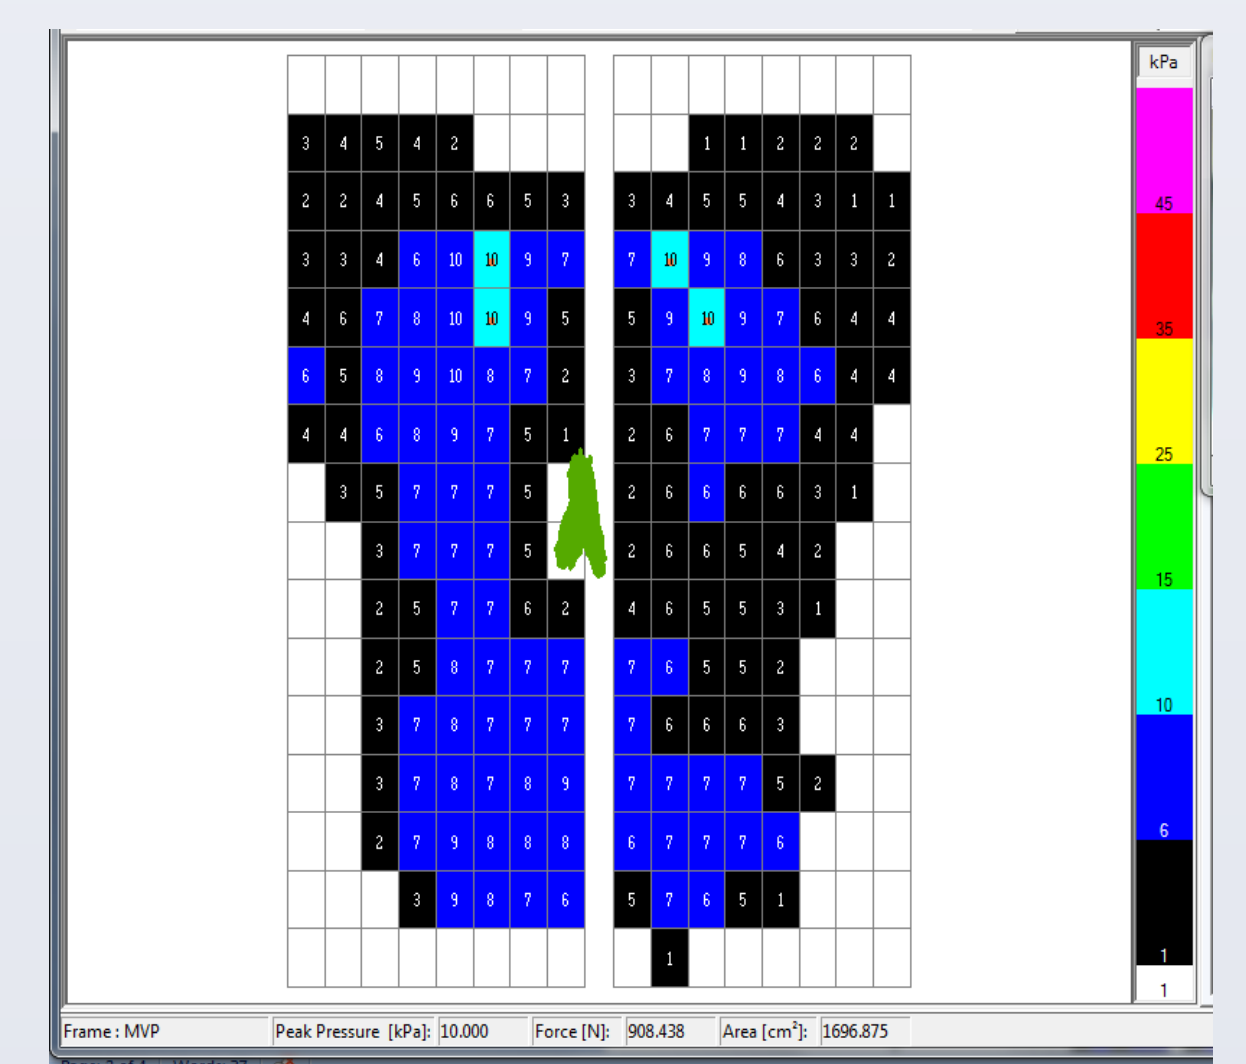 kPa
3 4 5 4 2 1 1 2 2 2
2 2 4 5 6 6 5 3 3 4 5 5 4 3 1 1
45
3 3 4 6 10 10 9 7 7 10 9 8 6 3 3 2
4 6 7 8 10 10 9 5 5 9 10 9 7 6 4 4
35
6 5 8 9 10 8 7 2 3 7 8 9 8 6 4 4
4 4 6 8 9 7 5 1 2 6 7 7 7 4 4
25
3 5 7 7 7 5 2 6 6 6 6 3 1
3 7 7 7 5 2 6 6 5 4 2
15
2 5 7 7 6 2 4 6 5 5 3 1
2 5 8 7 7 7 7 6 5 5 2
10
3 7 8 7 7 7 7 6 6 6 3
3 7 8 7 8 9 7 7 7 7 5 2
6
2 7 9 8 8 8 6 7 7 7 6
3 9 8 7 6 5 7 6 5 1
1
1
1
Frame : MVP Peak Pressure [kPa]: 10.000 Force [N]: 908.438 Area [cm²]: 1696.875